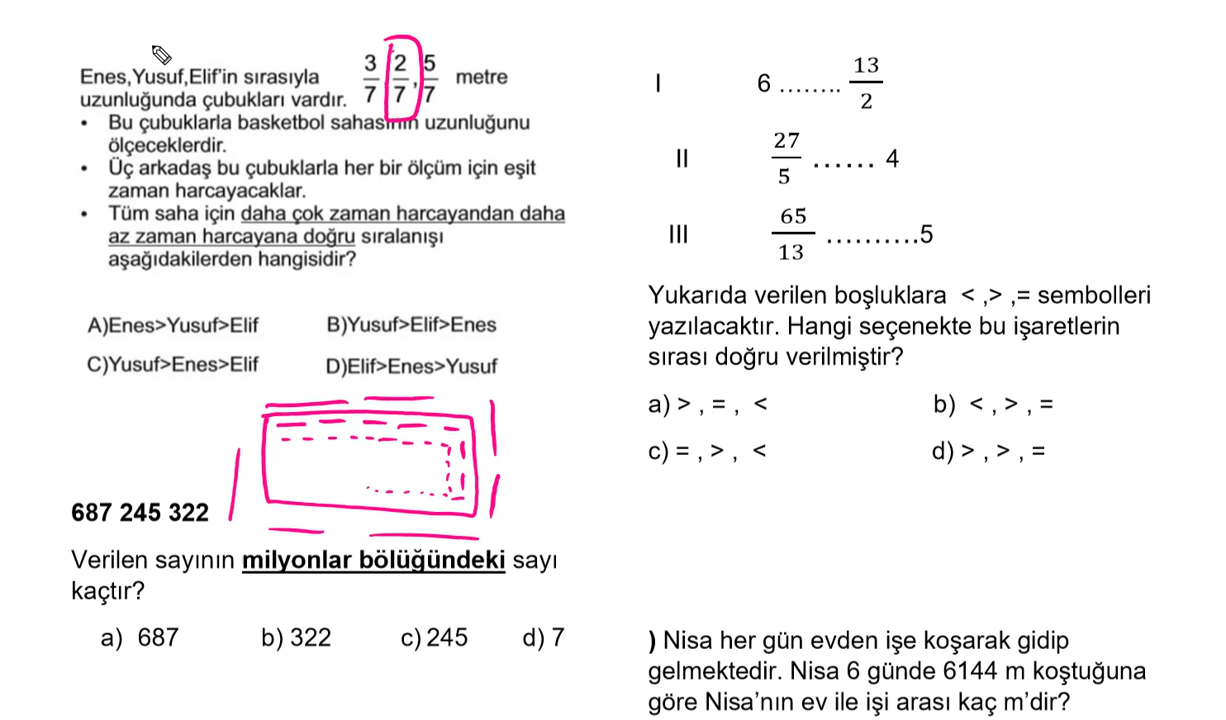 Enes,Yusuf,Elif'in sırasıyla 3/7, 2/7, 5/7 metre
uzunluğunda çubukları vardır.
• Bu çubuklarla basketbol sahasının uzunluğunu
ölçeceklerdir.
• Üç arkadaş bu çubuklarla her bir ölçüm için eşit
zaman harcayacaklar.
• Tüm saha için daha çok zaman harcayandan daha
az zaman harcayana doğru sıralanışı
aşağıdakilerden hangisidir?
A)Enes>Yusuf>Elif B)Yusuf>Elif>Enes
C)Yusuf>Enes>Elif D)Elif>Enes>Yusuf
687 245 322
Verilen sayının milyonlar bölüğündeki sayı
kaçtır?
a) 687 b) 322 c) 245 d) 7
I 6 ........ 13/2
II 27/5 ...... 4
III 65/13 ..........5
Yukarıda verilen boşluklara < ,> ,= sembolleri
yazılacaktır. Hangi seçenekte bu işaretlerin
sırası doğru verilmiştir?
a) > , = , < b) < , > , =
c) = , > , < d) > , > , =
) Nisa her gün evden işe koşarak gidip
gelmektedir. Nisa 6 günde 6144 m koştuğuna
göre Nisa’nın ev ile işi arası kaç m’dir?